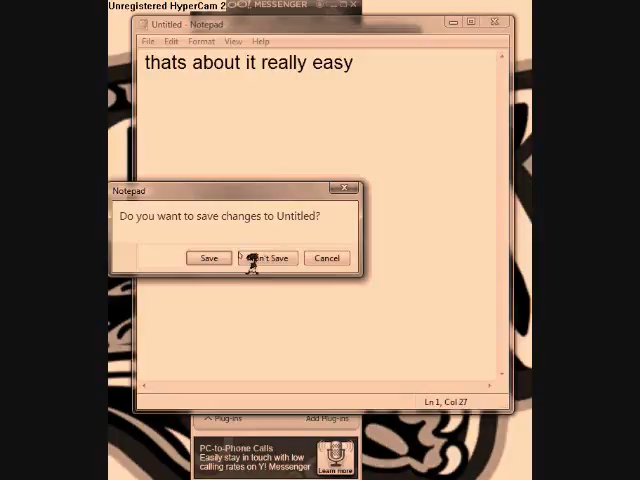 Unregistered HyperCam 2
MESSENGER
Untitled - Notepad
File Edit Format View Help
thats about it really easy
Notepad
Do you want to save changes to Untitled?
Save Don't Save Cancel
Ln 1, Col 27
Plug-ins Add Plug-ins
PC-to-Phone Calls
Easily stay in touch with low
calling rates on Y! Messenger
Learn more